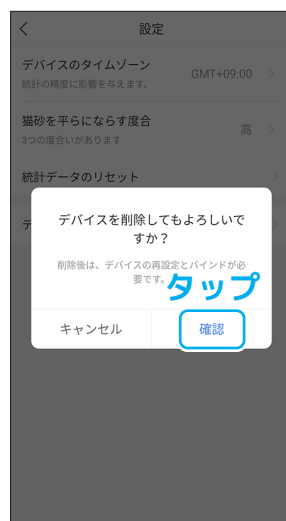 設定
デバイスのタイムゾーン
GMT+09:00
統計の精度に影響を与えます。
猫砂を平らにならす度合
高
3つの度合いがあります
統計データのリセット
デ
デバイスを削除してもよろしいで
すか？
削除後は、デバイスの再設定とバインドが必
要です。
タップ
キャンセル
確認